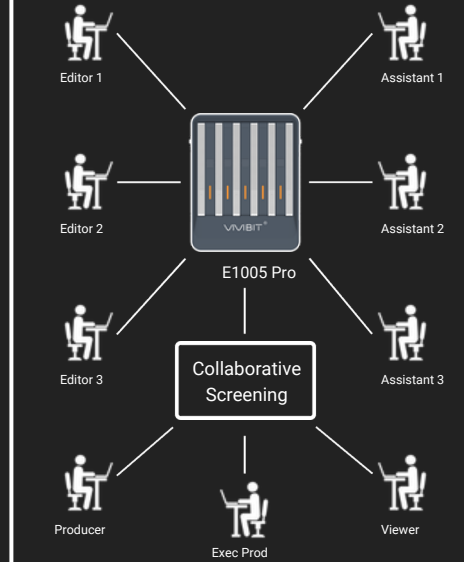 Editor 1
Assistant 1
Editor 2
Assistant 2
VIVIBIT®
E1005 Pro
Collaborative
Screening
Editor 3
Assistant 3
Producer
Viewer
Exec Prod